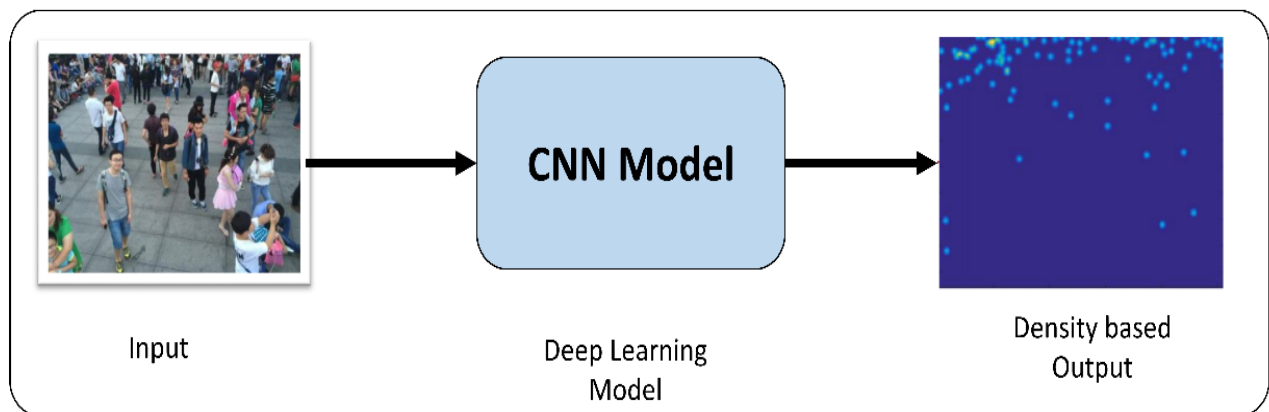 CNN Model
Input
Deep Learning
Model
Density based
Output